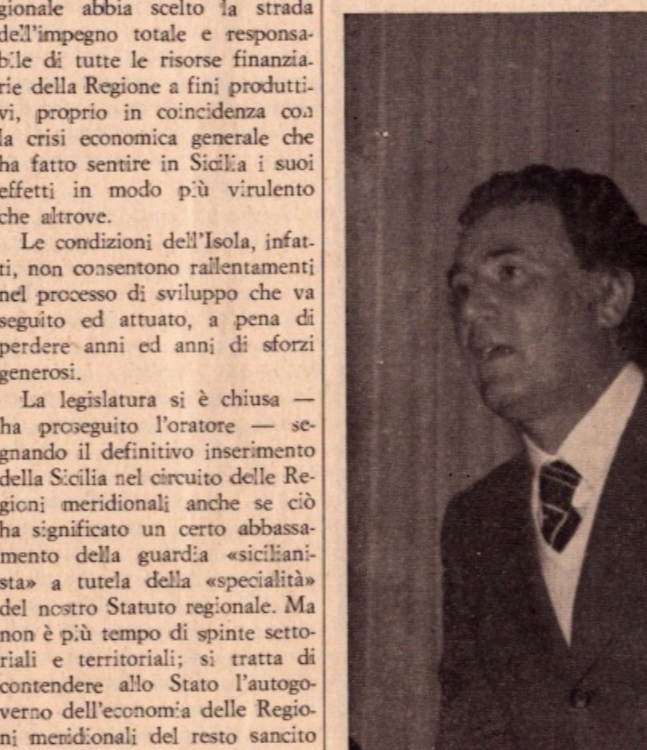 gionale abbia scelto la strada
dell'impegno totale e responsa-
bile di tutte le risorse finanzia-
rie della Regione a fini produtti-
vi, proprio in coincidenza con
la crisi economica generale che
ha fatto sentire in Sicilia i suoi
effetti in modo più virulento
che altrove.
Le condizioni dell'Isola, infat-
ti, non consentono rallentamenti
nel processo di sviluppo che va
seguito ed attuato, a pena di
perdere anni ed anni di sforzi
generosi.
La legislatura si è chiusa —
ha proseguito l'oratore — se-
gnando il definitivo inserimento
della Sicilia nel circuito delle Re-
gioni meridionali anche se ciò
ha significato un certo abbassa-
mento della guardia «siciliani-
sta» a tutela della «specialità»
del nostro Statuto regionale. Ma
non è più tempo di spinte setto-
riali e territoriali; si tratta di
contendere allo Stato l'autogo-
verno dell'economia delle Regio-
ni meridionali del resto sancito